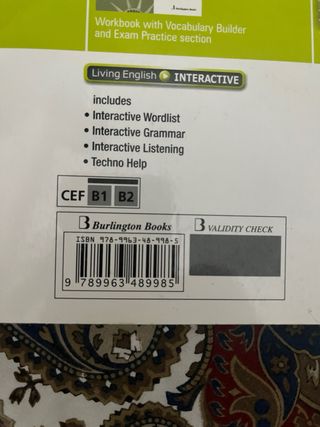 Workbook with Vocabulary Builder
and Exam Practice section
Living English INTERACTIVE
includes
• Interactive Wordlist
• Interactive Grammar
• Interactive Listening
• Techno Help
CEF B1 B2
B Burlington Books
B VALIDITY CHECK
ISBN 978-9963-48-998-5
9 789963 489985